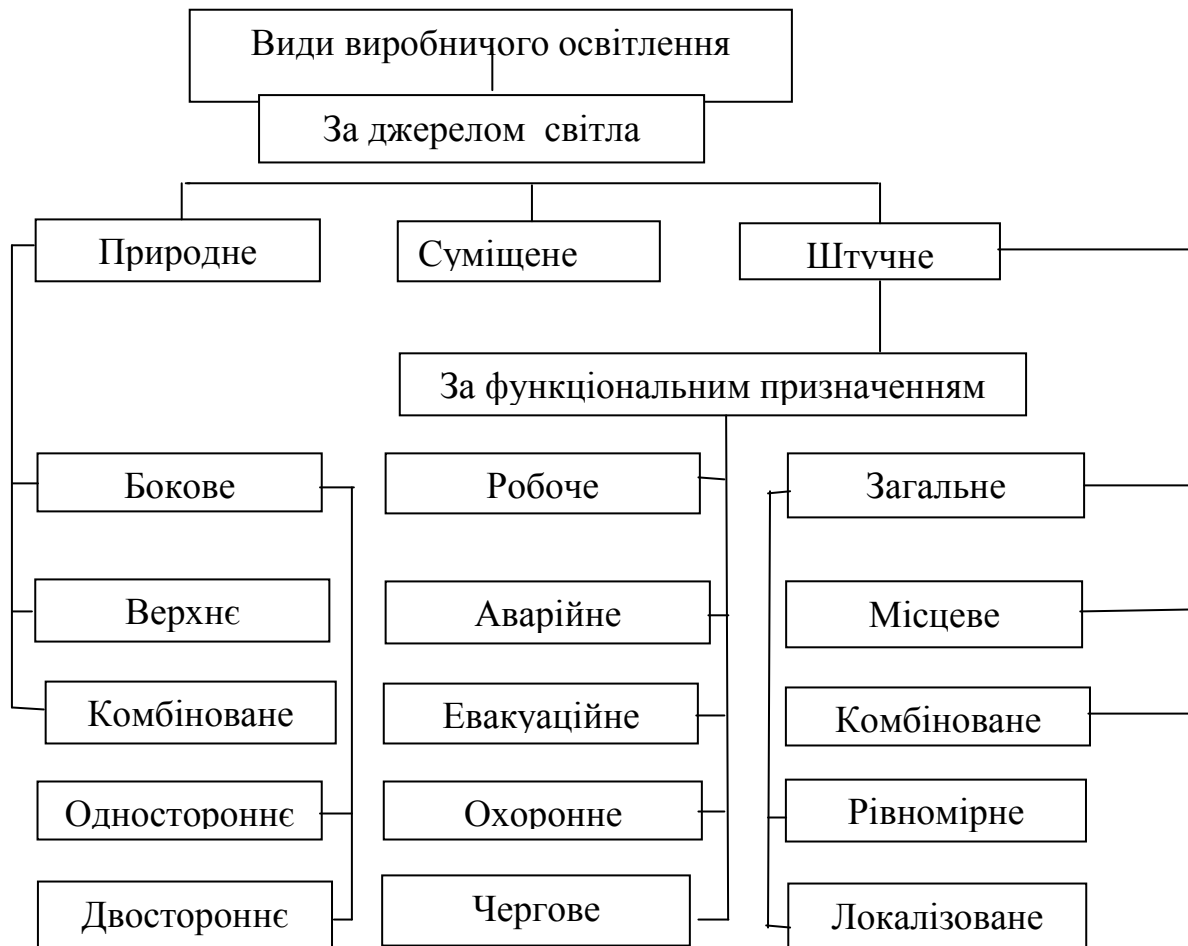 Види виробничого освітлення
За джерелом світла
Природне
Суміщене
Штучне
За функціональним призначенням
Бокове
Робоче
Загальне
Верхнє
Аварійне
Місцеве
Комбіноване
Евакуаційне
Комбіноване
Одностороннє
Охоронне
Рівномірне
Двостороннє
Чергове
Локалізоване